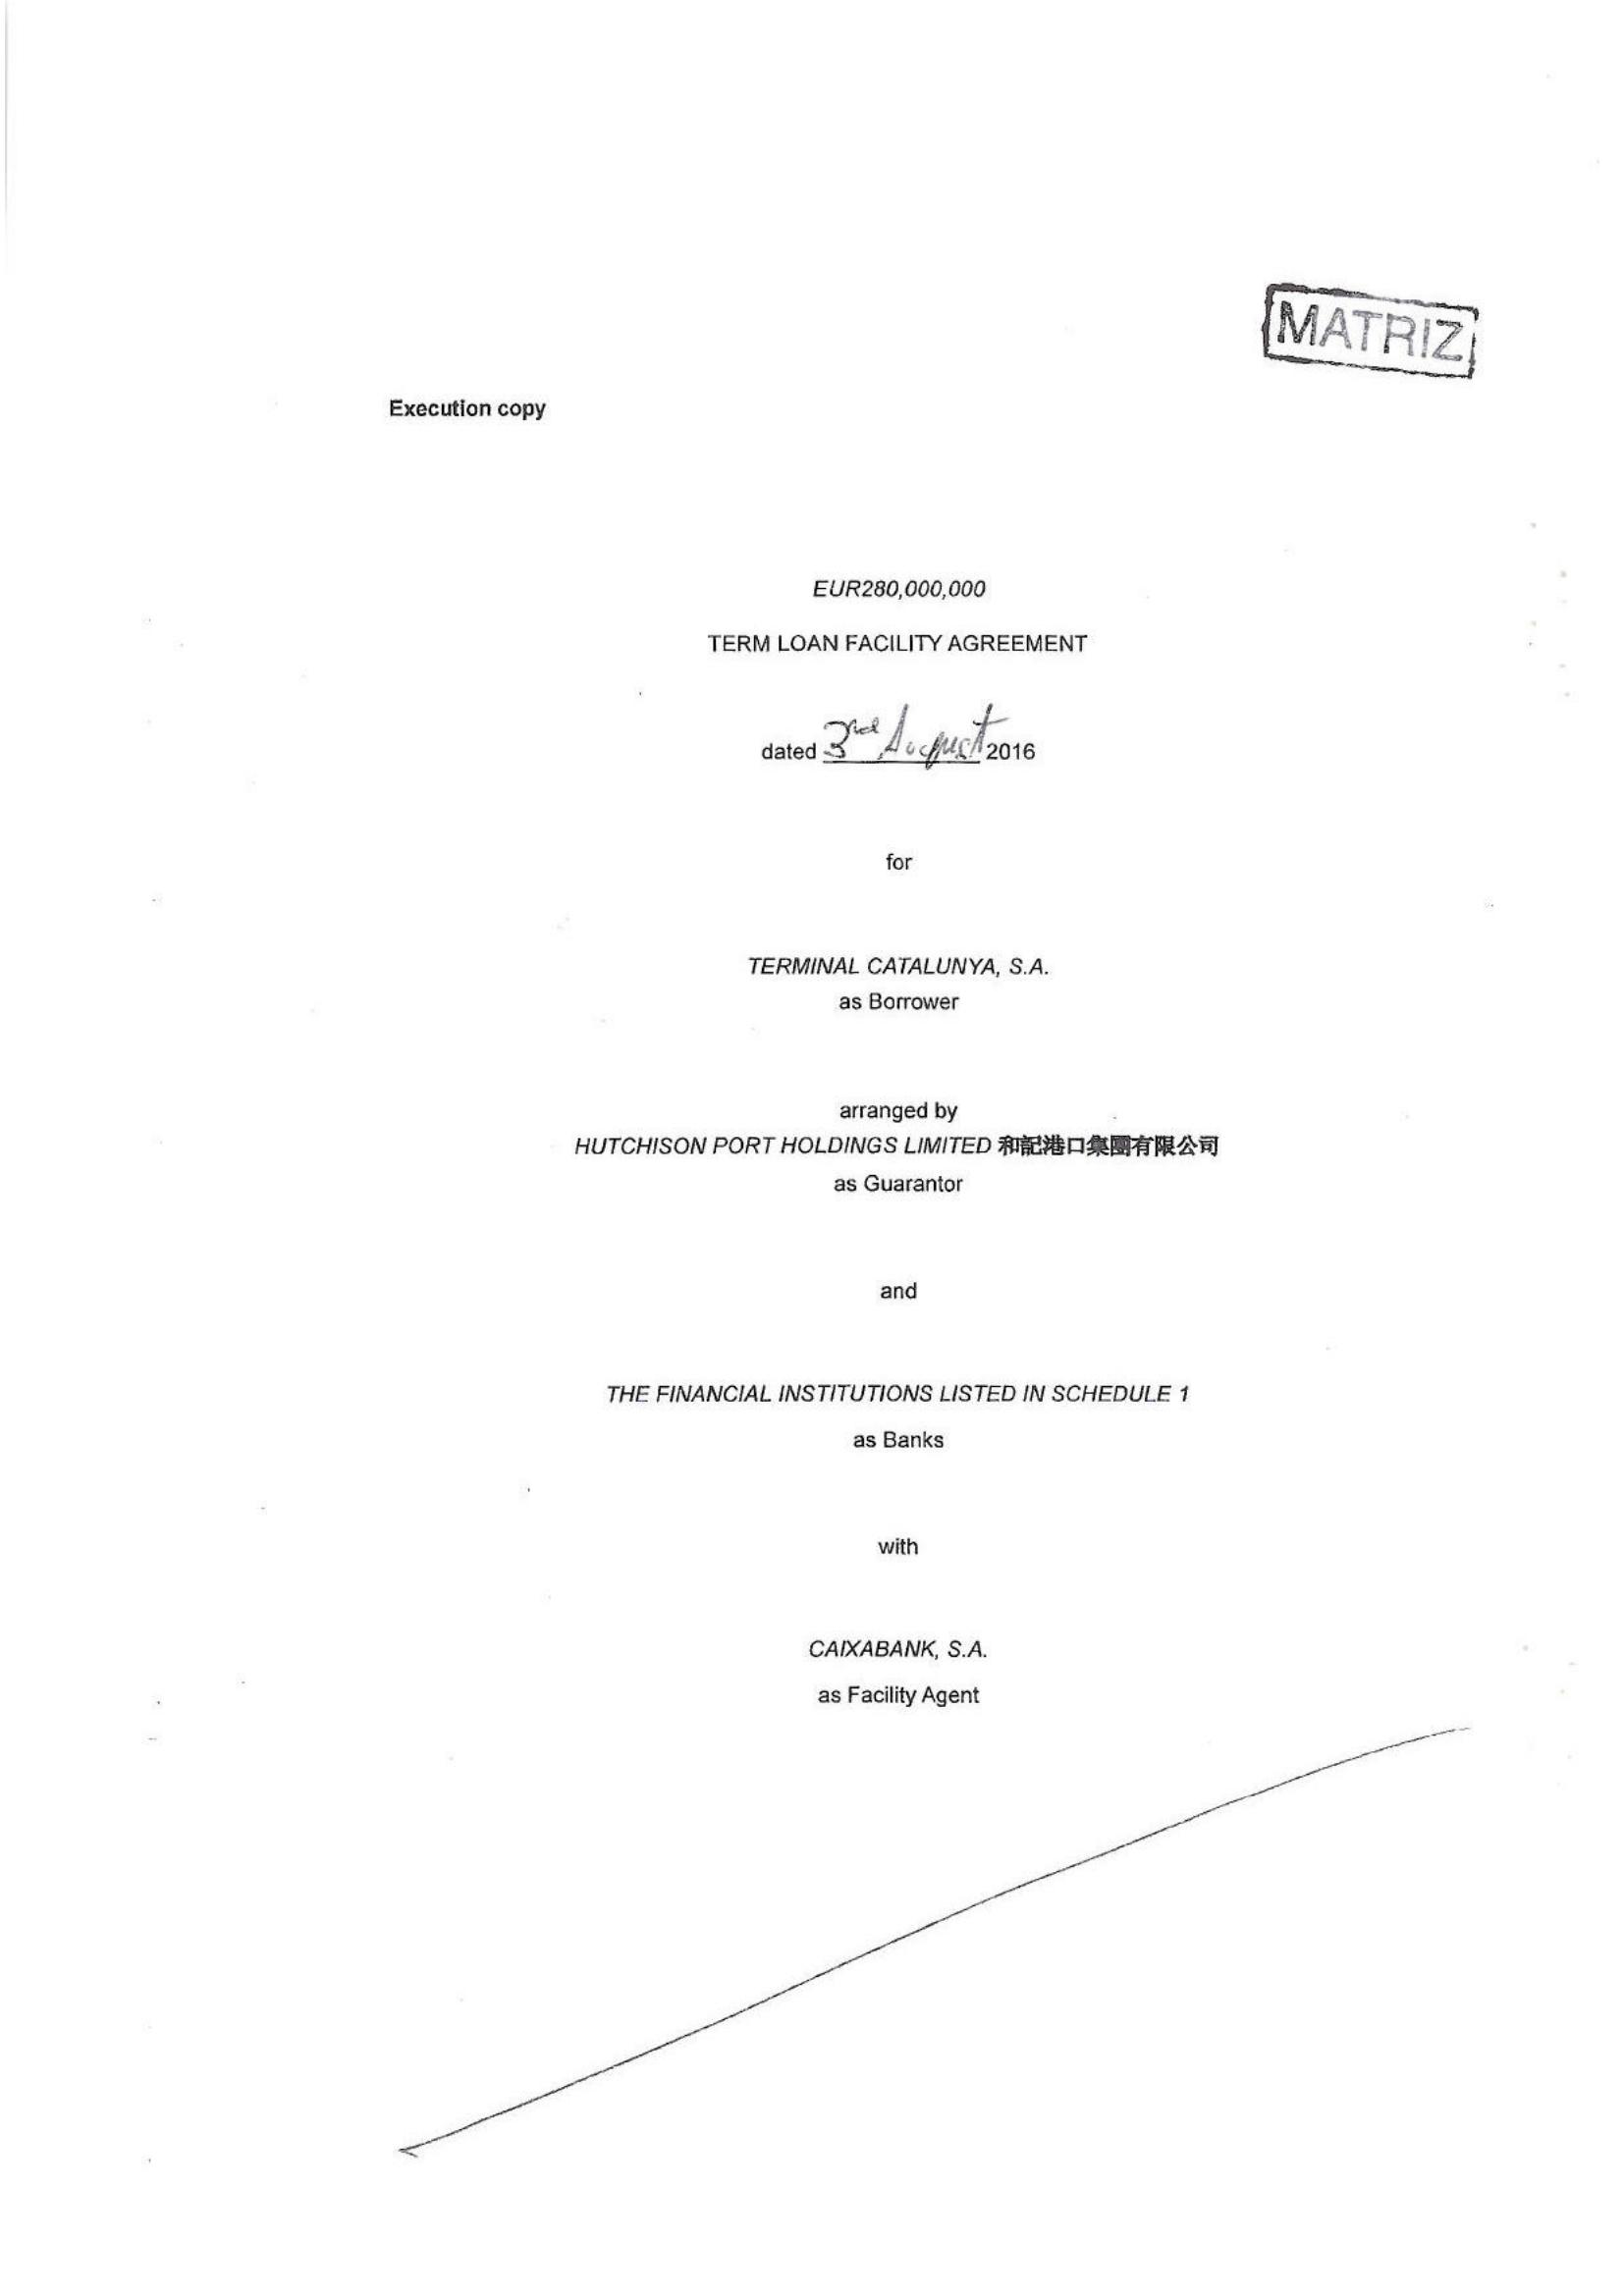 MATRIZ
Execution copy
EUR280,000,000
TERM LOAN FACILITY AGREEMENT
dated 3rd August 2016
for
TERMINAL CATALUNYA, S.A.
as Borrower
arranged by
HUTCHISON PORT HOLDINGS LIMITED 和記港口集團有限公司
as Guarantor
and
THE FINANCIAL INSTITUTIONS LISTED IN SCHEDULE 1
as Banks
with
CAIXABANK, S.A.
as Facility Agent